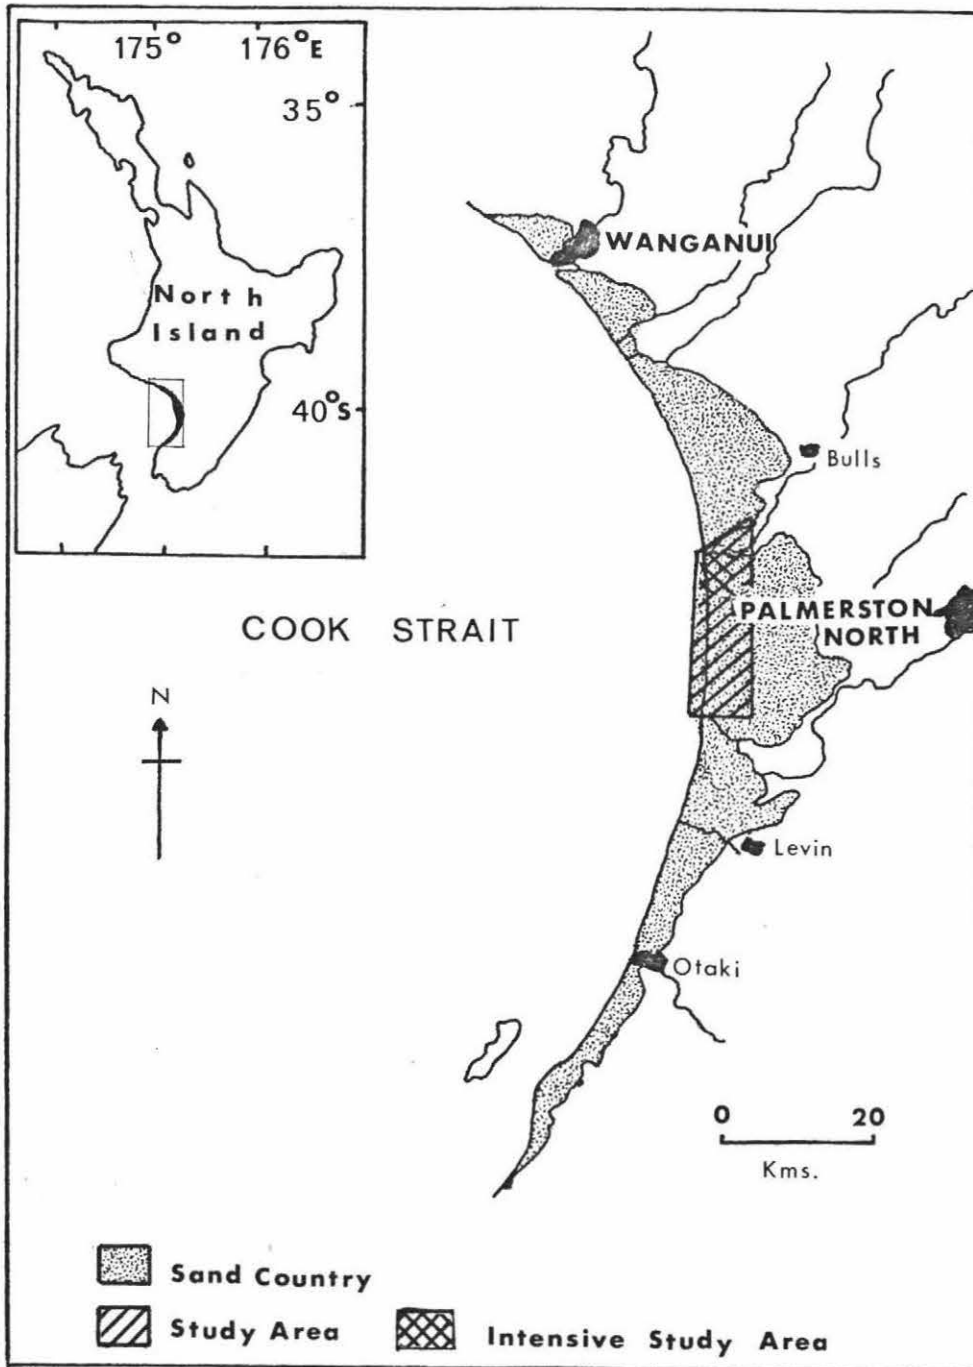 175° 176°E
35°
North
Island
40°S
WANGANUI
Bulls
COOK STRAIT
PALMERSTON
NORTH
N
Levin
Otaki
0 20
Kms.
Sand Country
Study Area
Intensive Study Area